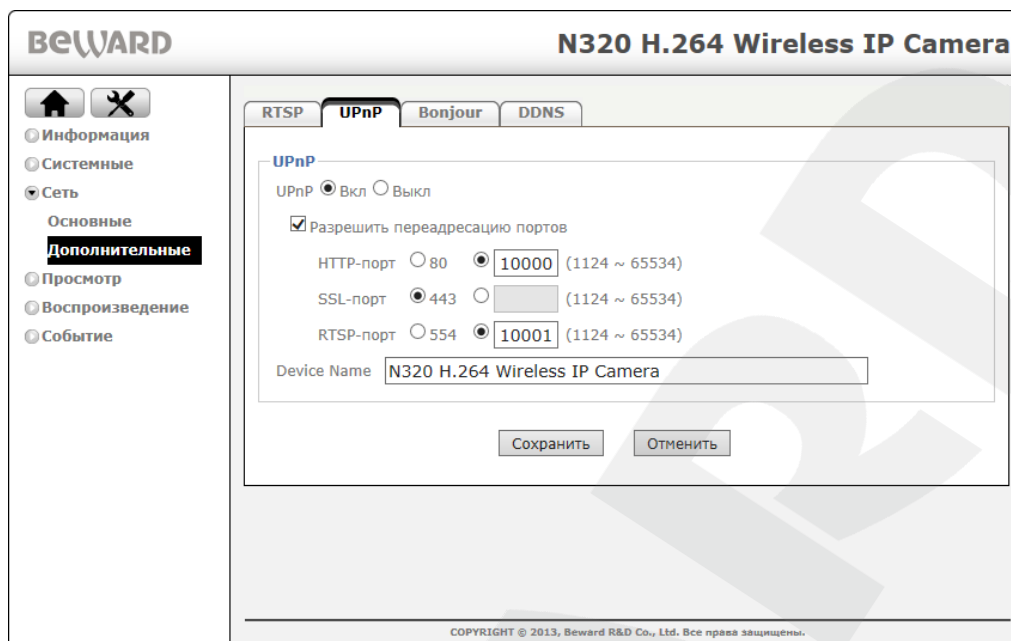 BEWARD
N320 H.264 Wireless IP Camera
Информация
Системные
Сеть
Основные
Дополнительные
Просмотр
Воспроизведение
Событие
RTSP UPnP Bonjour DDNS
UPnP
UPnP Вкл Выкл
Разрешить переадресацию портов
HTTP-порт 80 10000 (1124 ~ 65534)
SSL-порт 443 (1124 ~ 65534)
RTSP-порт 554 10001 (1124 ~ 65534)
Device Name N320 H.264 Wireless IP Camera
Сохранить Отменить
COPYRIGHT © 2013, Beward R&D Co., Ltd. Все права защищены.